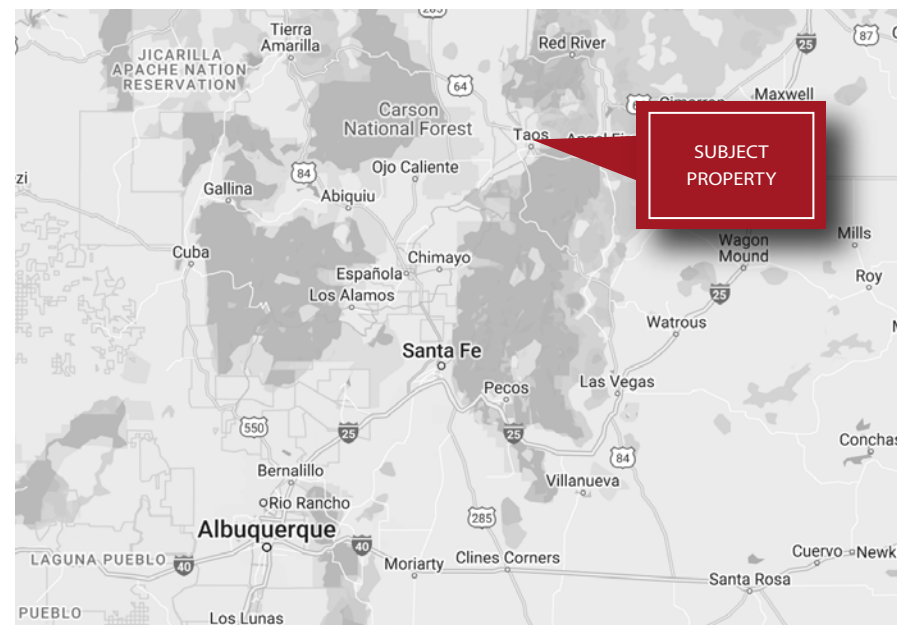 285
Tierra
Amarilla
Red River
25
87
JICARILLA
APACHE NATION
RESERVATION
64
Maxwell
Carson
National Forest
Taos
SUBJECT
PROPERTY
Ojo Caliente
84
Gallina
Abiquiu
Mills
Wagon
Mound
Cuba
Chimayo
Española
Roy
Los Alamos
25
Watrous
Santa Fe
Pecos
Las Vegas
550
25
25
Conchas
84
Bernalillo
Villanueva
Rio Rancho
285
Albuquerque
40
LAGUNA PUEBLO
40
Moriarty
Clines Corners
Cuervo
Newk
Santa Rosa
PUEBLO
Los Lunas